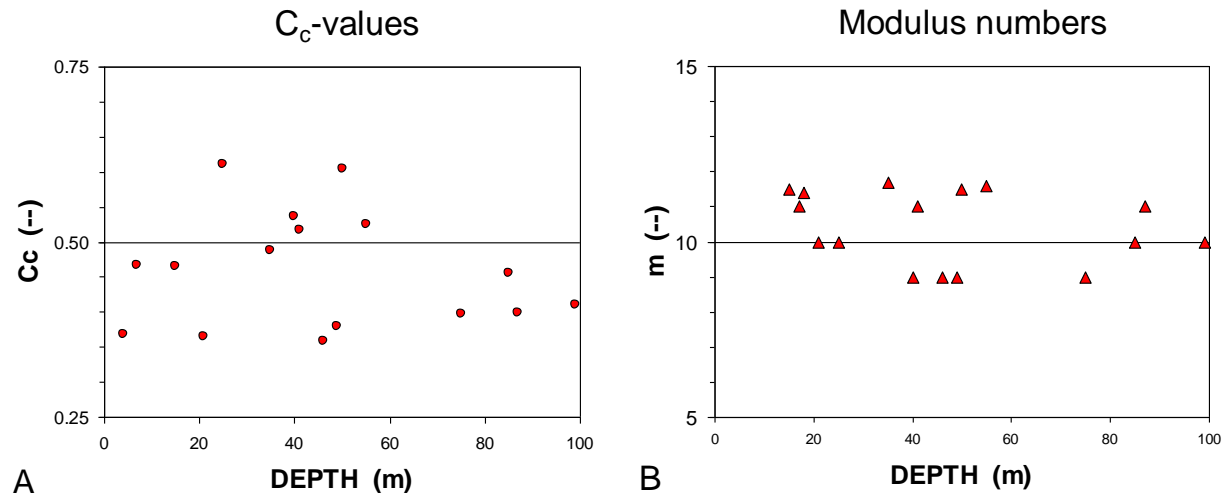 Cc-values
0.75
0.50
0.25
Cc (--)
0 20 40 60 80 100
DEPTH (m)
A
Modulus numbers
15
10
5
m (--)
0 20 40 60 80 100
DEPTH (m)
B